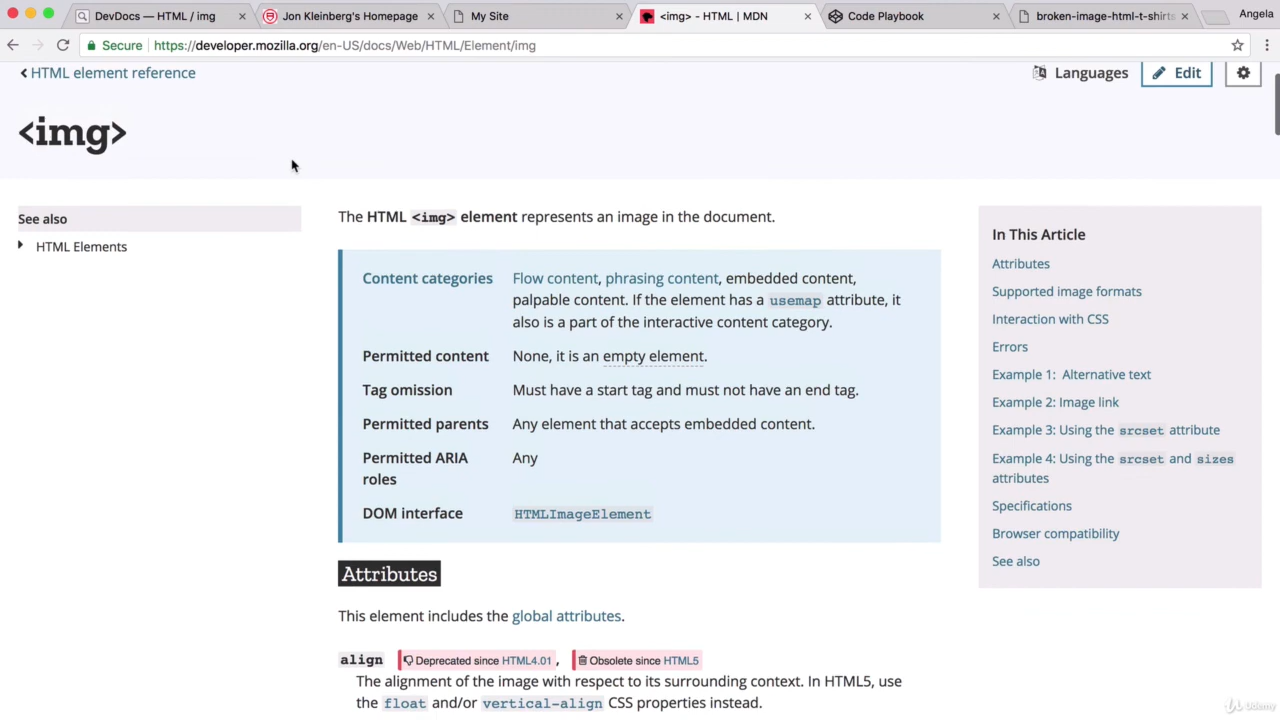 DevDocs — HTML / img
Jon Kleinberg's Homepage
My Site
<img> - HTML | MDN
Code Playbook
broken-image-html-t-shirts
Angela
Secure
https://developer.mozilla.org/en-US/docs/Web/HTML/Element/img
HTML element reference
Languages
Edit
<img>
See also
HTML Elements
The HTML <img> element represents an image in the document.
Content categories
Flow content, phrasing content, embedded content,
palpable content. If the element has a usemap attribute, it
also is a part of the interactive content category.
Permitted content
None, it is an empty element.
Tag omission
Must have a start tag and must not have an end tag.
Permitted parents
Any element that accepts embedded content.
Permitted ARIA
roles
Any
DOM interface
HTMLImageElement
Attributes
This element includes the global attributes.
align
Deprecated since HTML4.01,
Obsolete since HTML5
The alignment of the image with respect to its surrounding context. In HTML5, use
the float and/or vertical-align CSS properties instead.
In This Article
Attributes
Supported image formats
Interaction with CSS
Errors
Example 1: Alternative text
Example 2: Image link
Example 3: Using the srcset attribute
Example 4: Using the srcset and sizes
attributes
Specifications
Browser compatibility
See also
Udemy